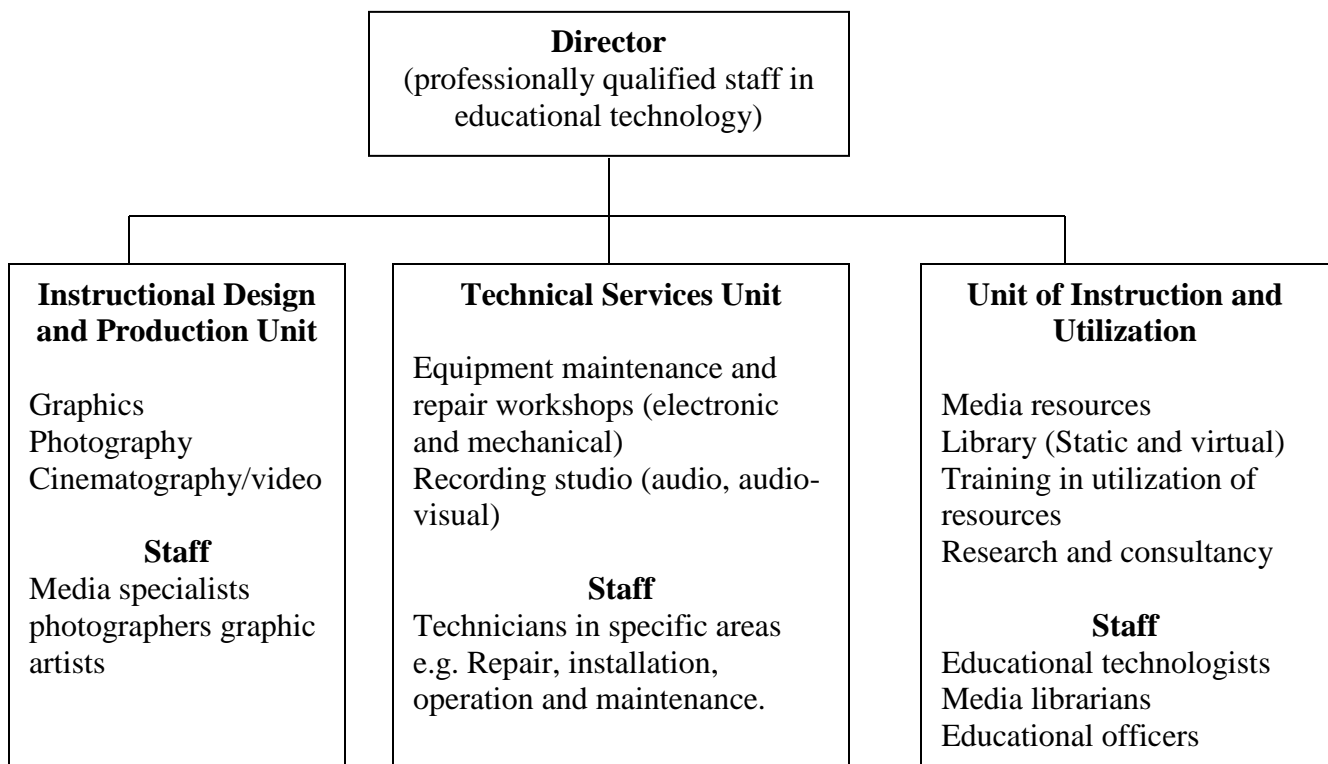 Director
(professionally qualified staff in
educational technology)
Instructional Design
and Production Unit
Graphics
Photography
Cinematography/video
Staff
Media specialists
photographers graphic
artists
Technical Services Unit
Equipment maintenance and
repair workshops (electronic
and mechanical)
Recording studio (audio, audio-
visual)
Staff
Technicians in specific areas
e.g. Repair, installation,
operation and maintenance.
Unit of Instruction and
Utilization
Media resources
Library (Static and virtual)
Training in utilization of
resources
Research and consultancy
Staff
Educational technologists
Media librarians
Educational officers